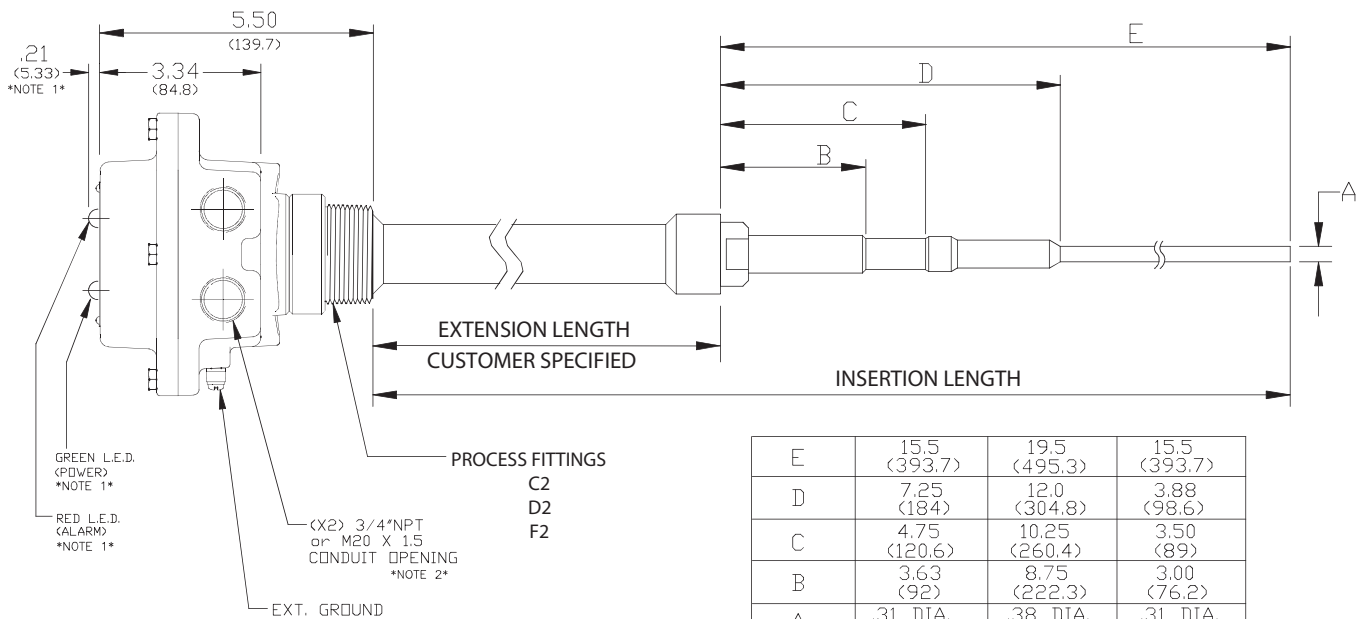 5.50
(139.7)
.21
(5.33)
*NOTE 1*
3.34
(84.8)
E
D
C
B
A
EXTENSION LENGTH
CUSTOMER SPECIFIED
INSERTION LENGTH
GREEN L.E.D.
(POWER)
*NOTE 1*
RED L.E.D.
(ALARM)
*NOTE 1*
(X2) 3/4"NPT
or M20 X 1.5
CONDUIT OPENING
*NOTE 2*
EXT. GROUND
PROCESS FITTINGS
C2
D2
F2
E 15.5 19.5 15.5
(393.7) (495.3) (393.7)
D 7.25 12.0 3.88
(184) (304.8) (98.6)
C 4.75 10.25 3.50
(120.6) (260.4) (89)
B 3.63 8.75 3.00
(92) (222.3) (76.2)
A .31 DIA. .38 DIA. .31 DIA.